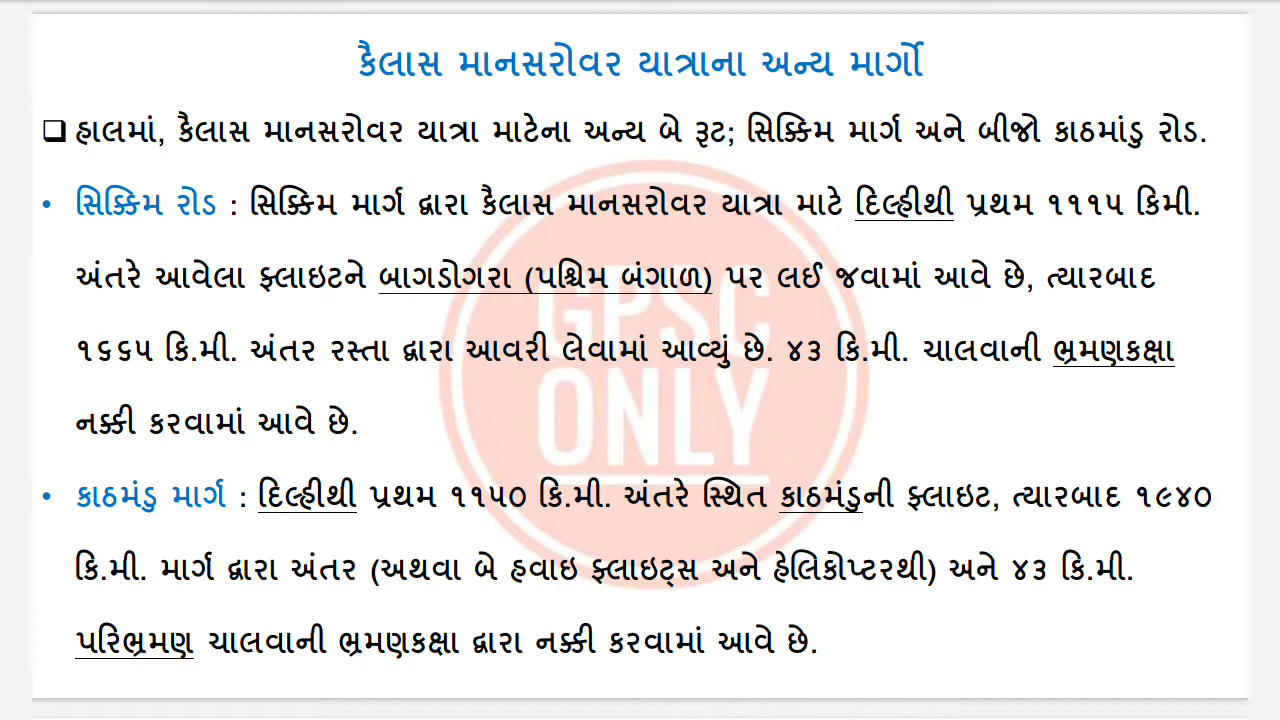 કૈલાસ માનસરોવર યાત્રાના અન્ય માર્ગો
❑ હાલમાં, કૈલાસ માનસરોવર યાત્રા માટેના અન્ય બે રૂટ; સિક્કિમ માર્ગ અને બીજો કાઠમાંડુ રોડ.
• સિક્કિમ રોડ : સિક્કિમ માર્ગ દ્વારા કૈલાસ માનસરોવર યાત્રા માટે દિલ્હીથી પ્રથમ ૧૧૧૫ કિમી.
અંતરે આવેલા ફ્લાઇટને બાગડોગરા (પશ્ચિમ બંગાળ) પર લઈ જવામાં આવે છે, ત્યારબાદ
૧૬૬૫ કિ.મી. અંતર રસ્તા દ્વારા આવરી લેવામાં આવ્યું છે. ૪૩ કિ.મી. ચાલવાની ભ્રમણકક્ષા
નક્કી કરવામાં આવે છે.
• કાઠમંડુ માર્ગ : દિલ્હીથી પ્રથમ ૧૧૫૦ કિ.મી. અંતરે સ્થિત કાઠમંડુની ફ્લાઇટ, ત્યારબાદ ૧૯૪૦
કિ.મી. માર્ગ દ્વારા અંતર (અથવા બે હવાઇ ફ્લાઇટ્સ અને હેલિકોપ્ટરથી) અને ૪૩ કિ.મી.
પરિભ્રમણ ચાલવાની ભ્રમણકક્ષા દ્વારા નક્કી કરવામાં આવે છે.
GPSC
ONLY